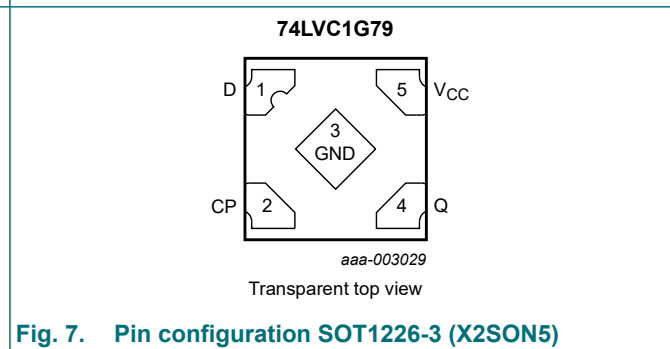 74LVC1G79
D 1 5 VCC
3
GND
CP 2 4 Q
aaa-003029
Transparent top view
Fig. 7. Pin configuration SOT1226-3 (X2SON5)